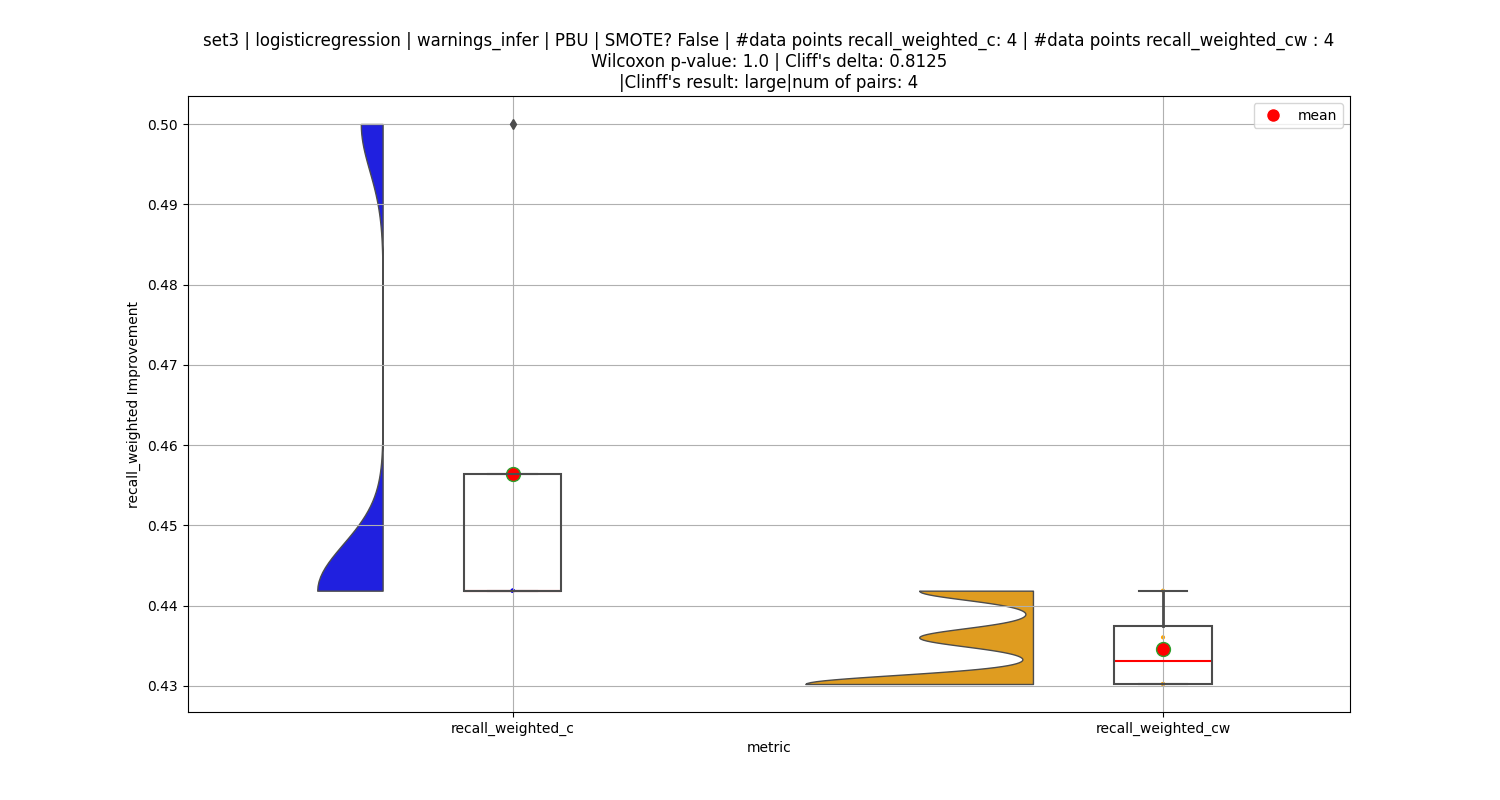 set3 | logisticregression | warnings_infer | PBU | SMOTE? False | #data points recall_weighted_c: 4 | #data points recall_weighted_cw : 4
Wilcoxon p-value: 1.0 | Cliff's delta: 0.8125
|Clinff's result: large|num of pairs: 4
mean
0.50
0.49
0.48
0.47
0.46
0.45
0.44
0.43
recall_weighted Improvement
recall_weighted_c
recall_weighted_cw
metric